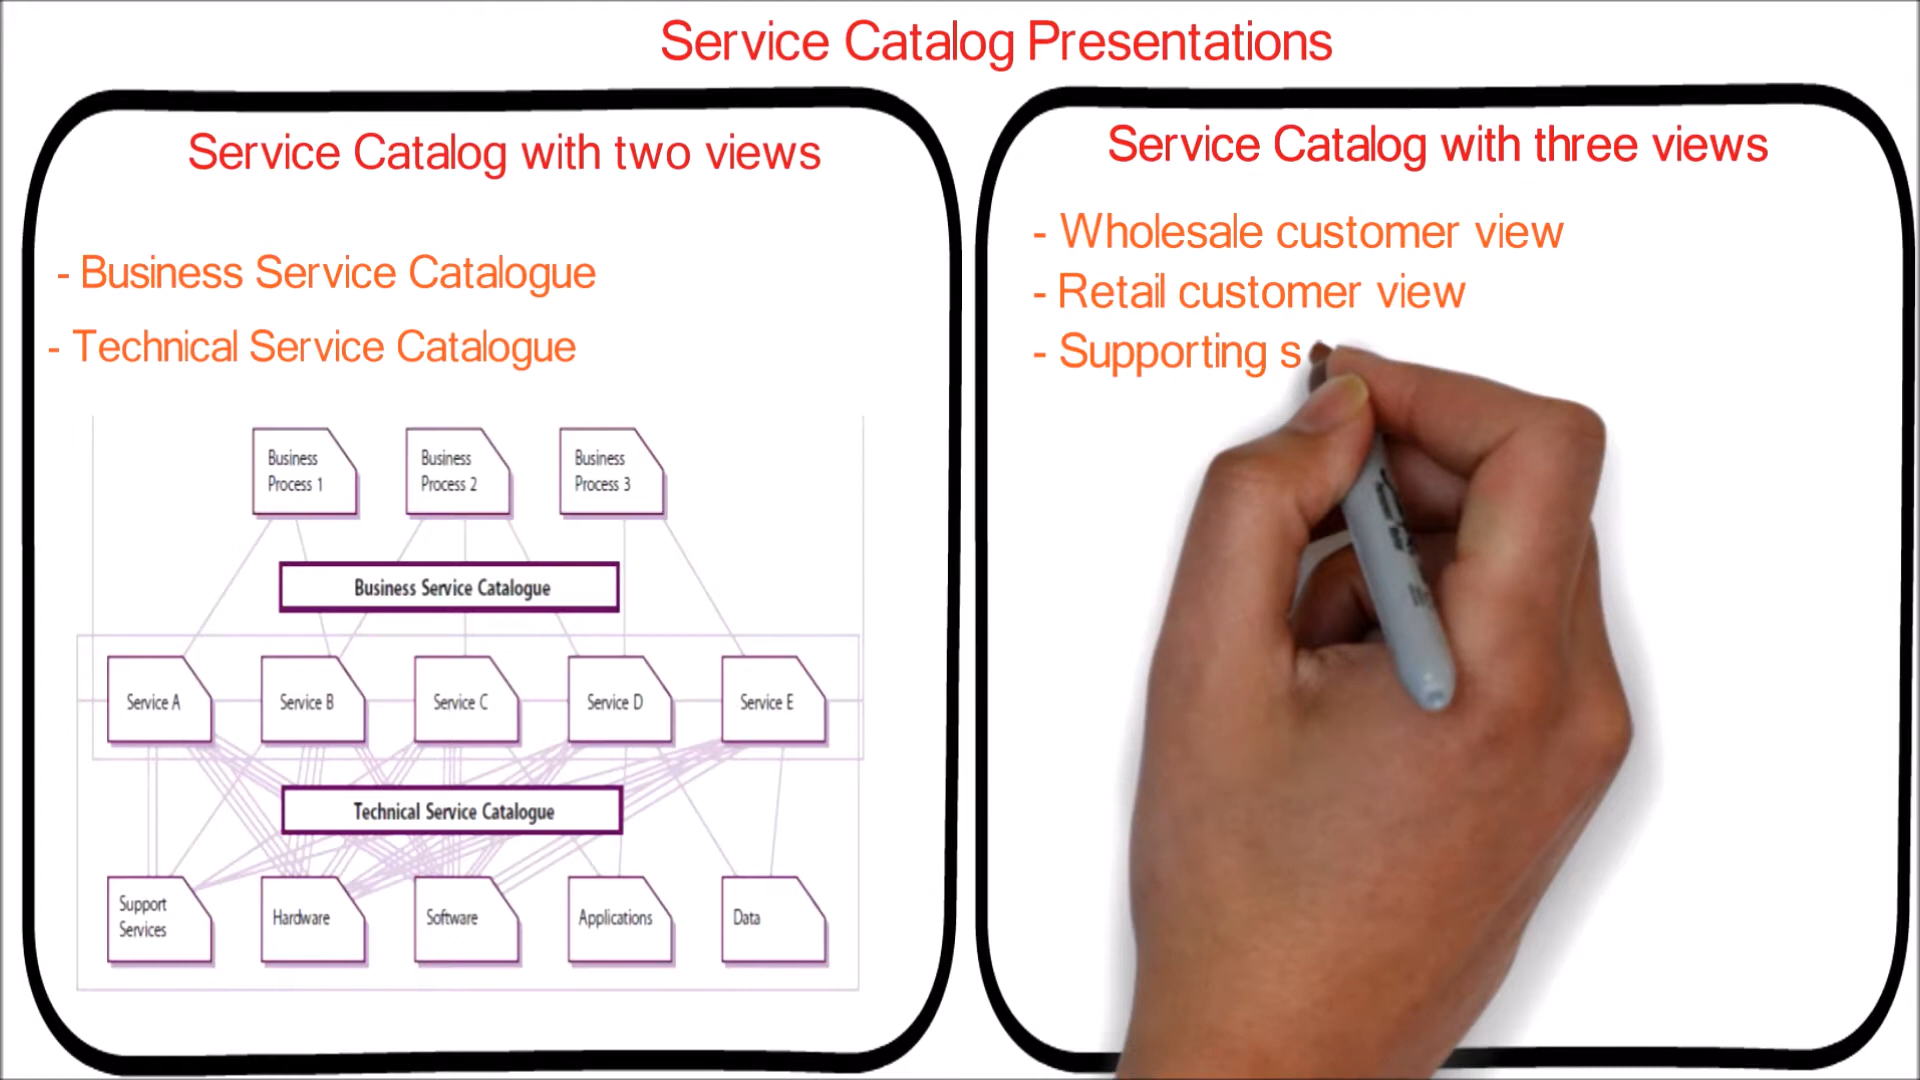 Service Catalog Presentations
Service Catalog with two views
- Business Service Catalogue
- Technical Service Catalogue
Business
Process 1
Business
Process 2
Business
Process 3
Business Service Catalogue
Service A
Service B
Service C
Service D
Service E
Technical Service Catalogue
Support
Services
Hardware
Software
Applications
Data
Service Catalog with three views
- Wholesale customer view
- Retail customer view
- Supporting s